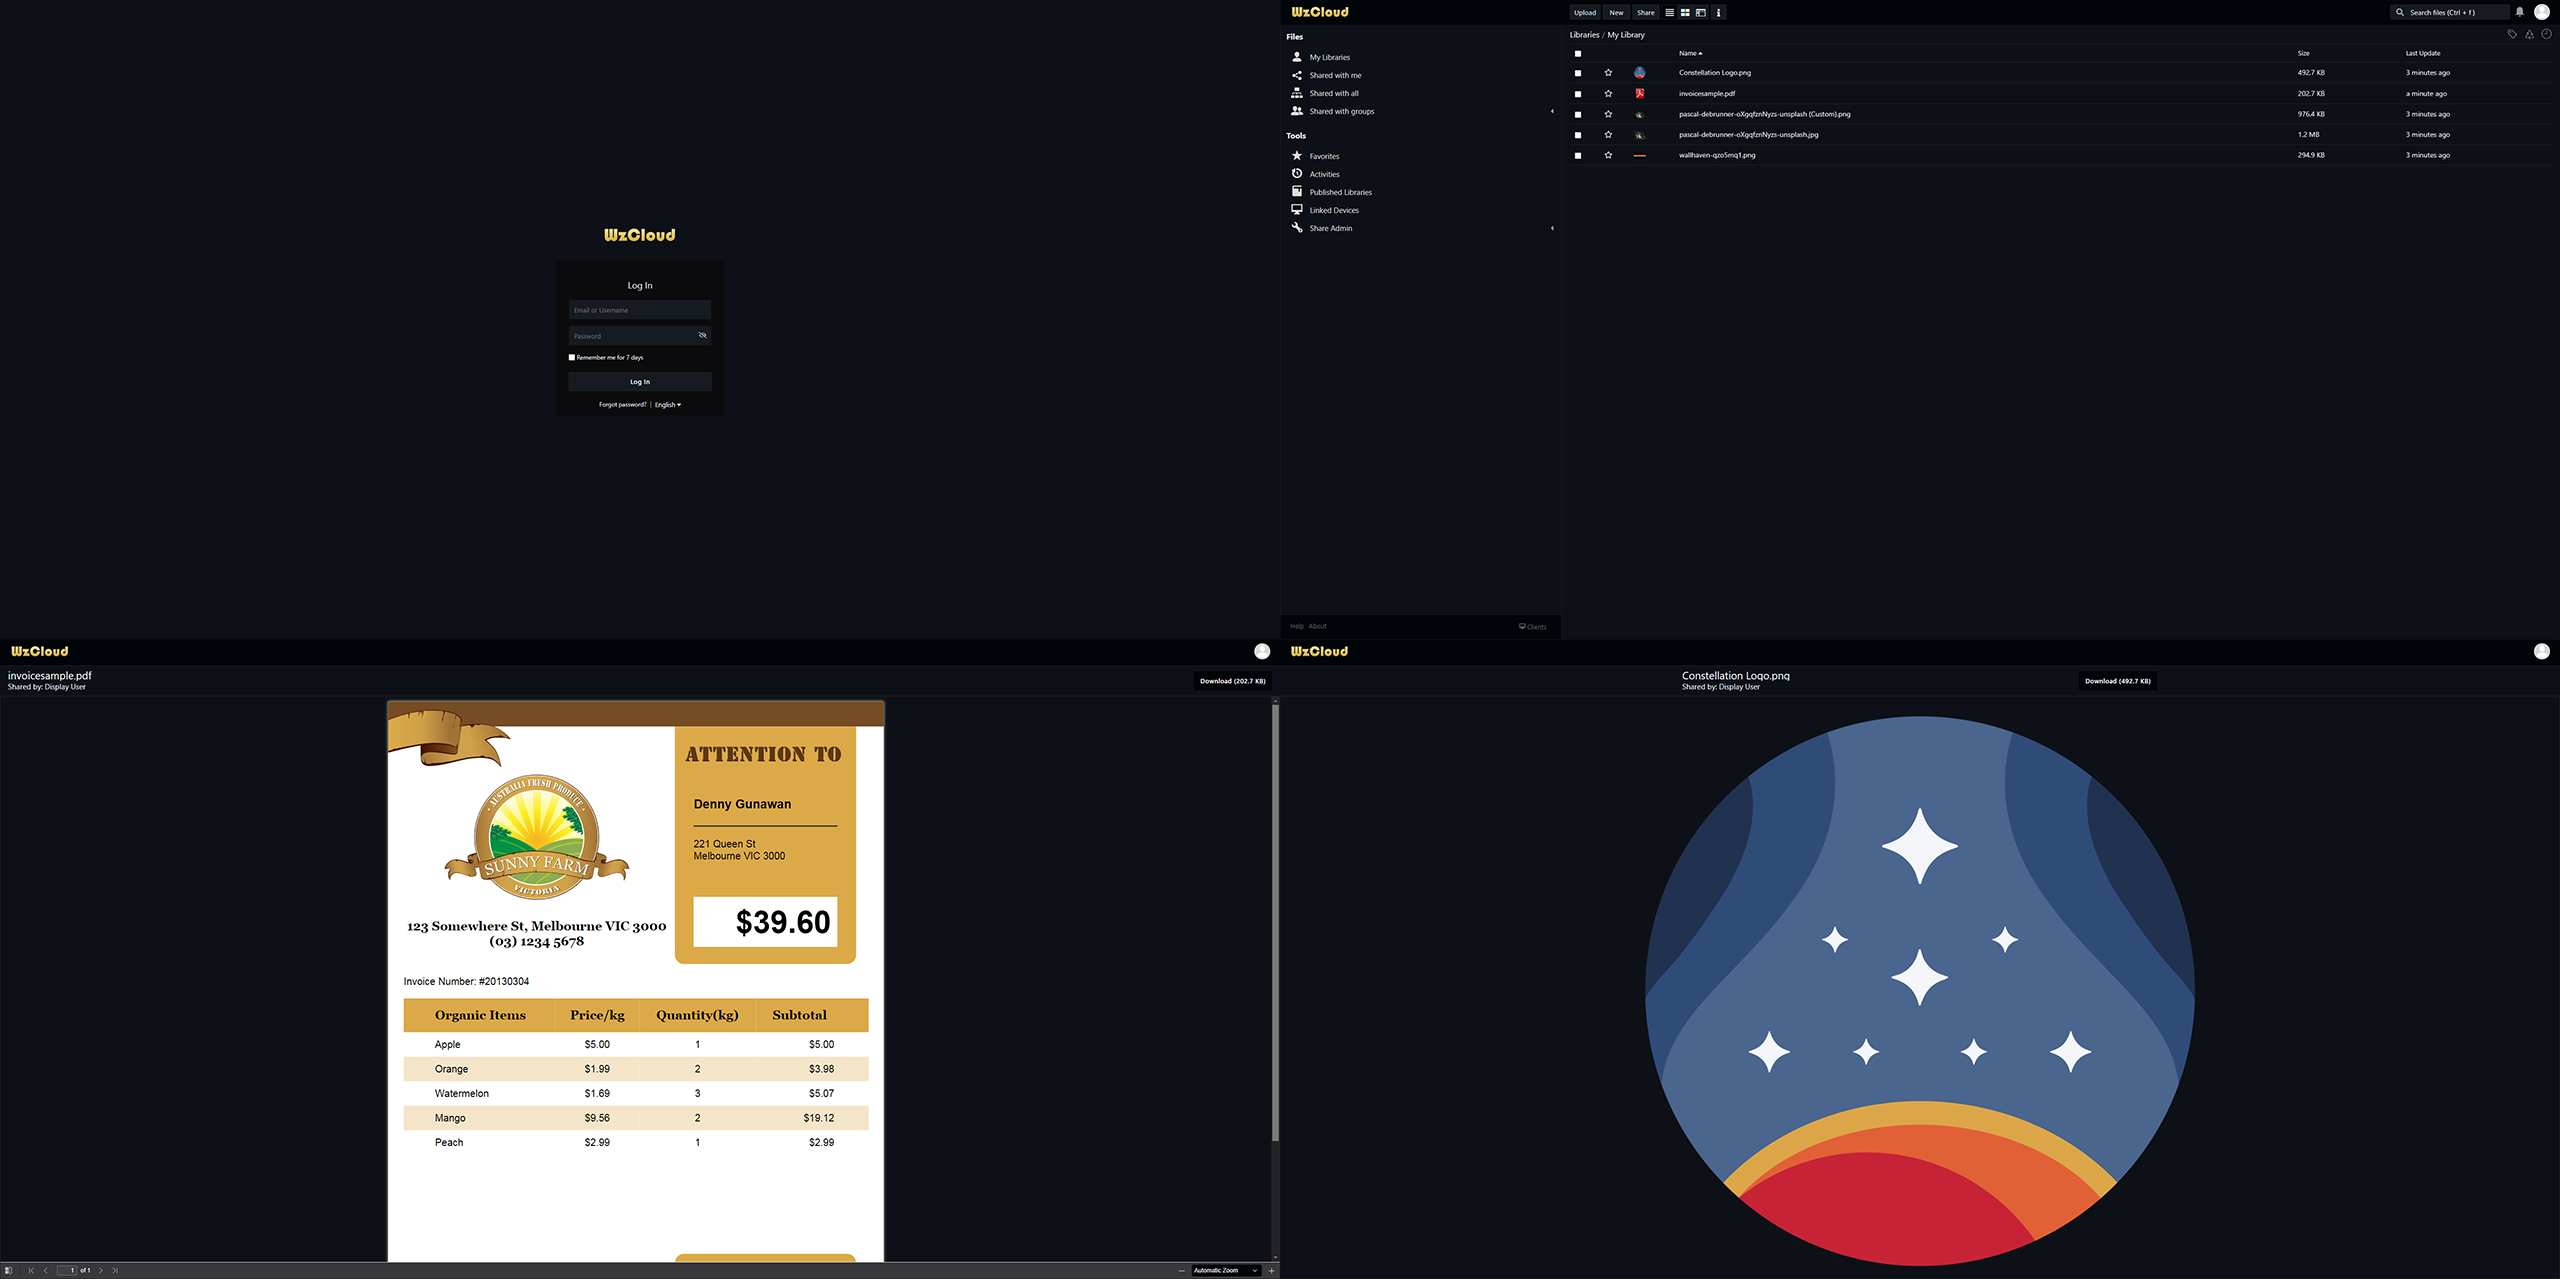 WzCloud
Log In
Email or Username
Password
Remember me for 7 days
Log In
Forgot password? | English
WzCloud
Upload New Share
Search files (Ctrl + f )
Files
My Libraries
Shared with me
Shared with all
Shared with groups
Tools
Favorites
Activities
Published Libraries
Linked Devices
Share Admin
Help About
Clients
Libraries / My Library
Name Size Last Update
Constellation Logo.png 492.7 KB 3 minutes ago
invoicesample.pdf 202.7 KB a minute ago
pascal-debrunner-oXgqfznNyzs-unsplash (Custom).png 976.4 KB 3 minutes ago
pascal-debrunner-oXgqfznNyzs-unsplash.jpg 1.2 MB 3 minutes ago
wallhaven-qzo5mq1.png 294.9 KB 3 minutes ago
WzCloud
invoicesample.pdf
Shared by: Display User
Download (202.7 KB)
AUSTRALIA FRESH PRODUCE
SUNNY FARM
VICTORIA
123 Somewhere St, Melbourne VIC 3000
(03) 1234 5678
ATTENTION TO
Denny Gunawan
221 Queen St
Melbourne VIC 3000
$39.60
Invoice Number: #20130304
Organic Items Price/kg Quantity(kg) Subtotal
Apple $5.00 1 $5.00
Orange $1.99 2 $3.98
Watermelon $1.69 3 $5.07
Mango $9.56 2 $19.12
Peach $2.99 1 $2.99
1 of 1
Automatic Zoom
WzCloud
Constellation Logo.png
Shared by: Display User
Download (492.7 KB)